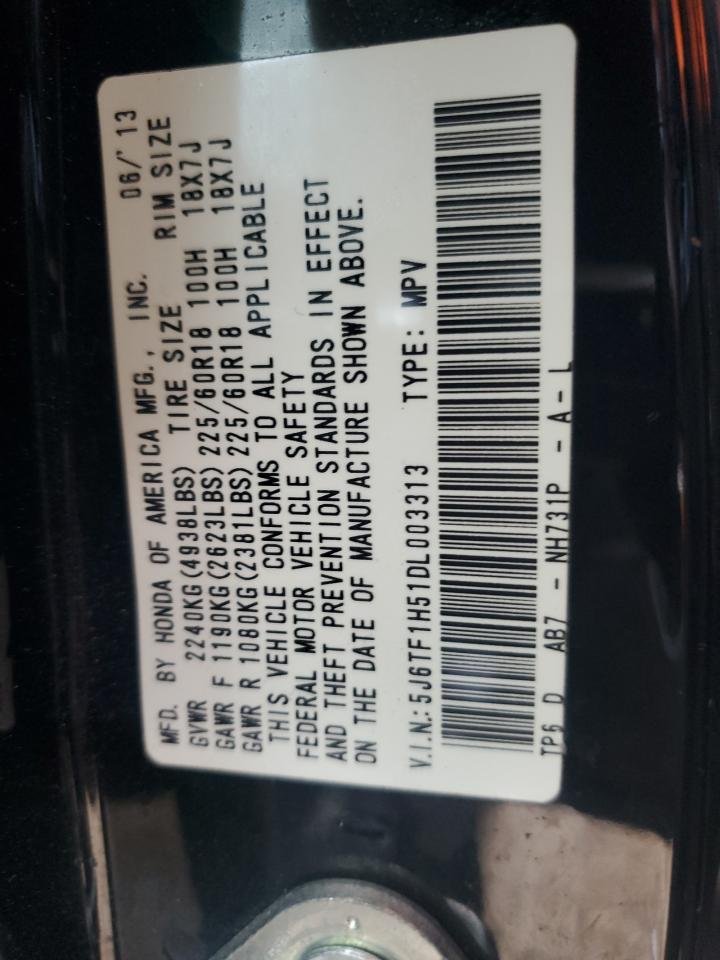 MFD. BY HONDA OF AMERICA MFG., INC. 06/'13
GVWR 2240KG(4938LBS) TIRE SIZE RIM SIZE
GAWR F 1190KG(2623LBS) 225/60R18 100H 18X7J
GAWR R 1080KG(2381LBS) 225/60R18 100H 18X7J
THIS VEHICLE CONFORMS TO ALL APPLICABLE
FEDERAL MOTOR VEHICLE SAFETY
AND THEFT PREVENTION STANDARDS IN EFFECT
ON THE DATE OF MANUFACTURE SHOWN ABOVE.
V.I.N.: 5J6TF1H51DL003313 TYPE: MPV
TP6 D AB7 - NH731P - A - L